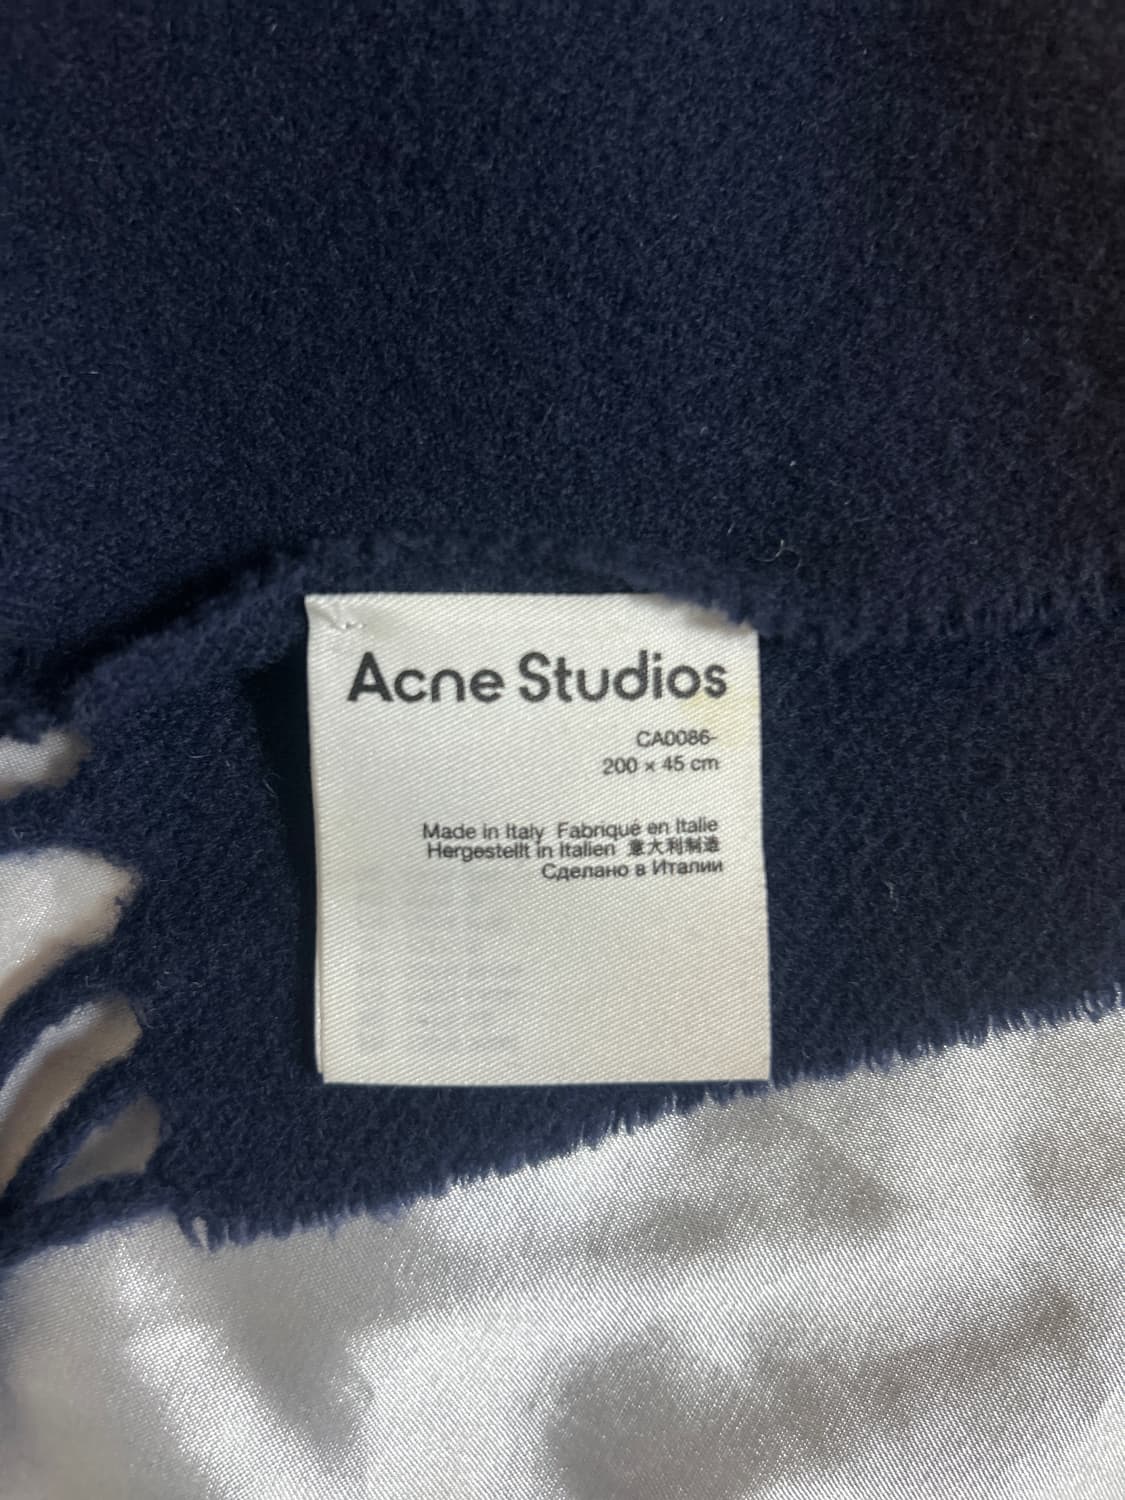 Acne Studios
CA0086-
200 × 45 cm
Made in Italy Fabriqué en Italie
Hergestellt in Italien 意大利制造
Сделано в Италии